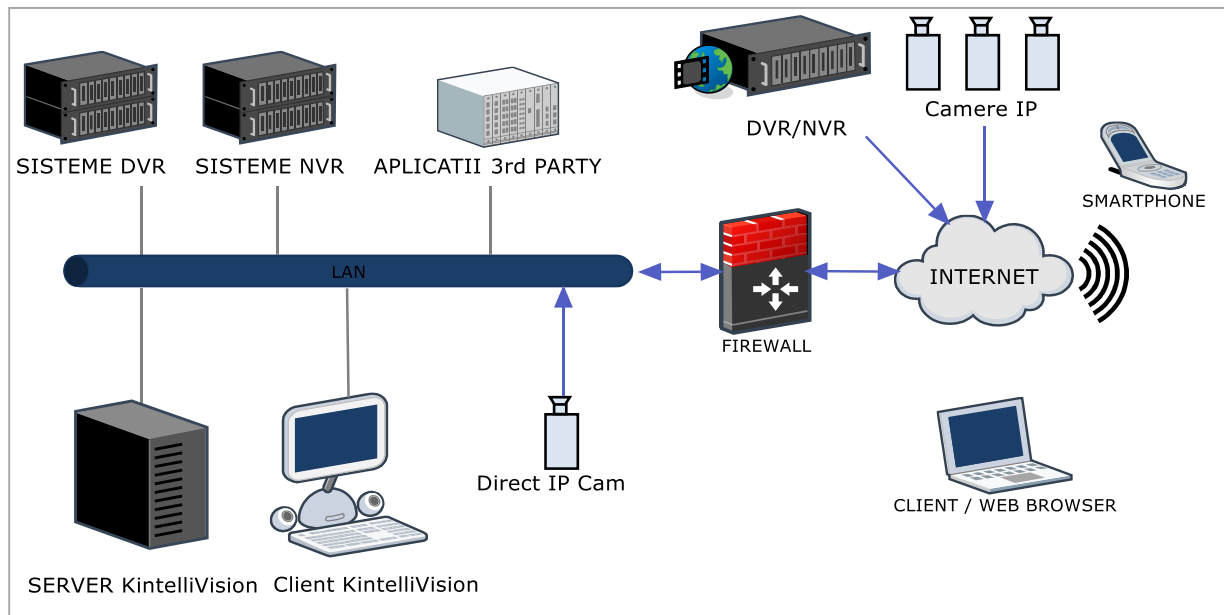 SISTEME DVR
SISTEME NVR
APLICATII 3rd PARTY
DVR/NVR
Camere IP
SMARTPHONE
LAN
INTERNET
FIREWALL
Direct IP Cam
CLIENT / WEB BROWSER
SERVER KintelliVision
Client KintelliVision